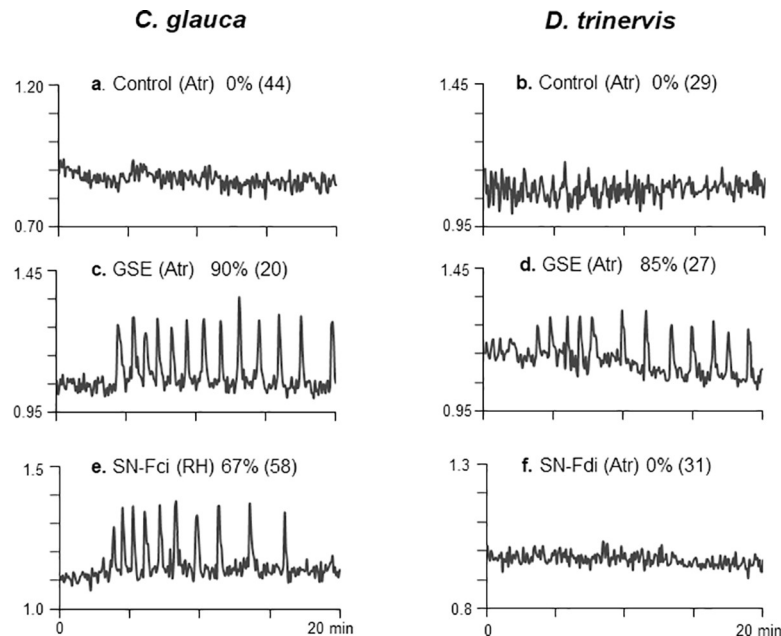 C. glauca
D. trinervis
1.20
a. Control (Atr) 0% (44)
0.70
1.45
b. Control (Atr) 0% (29)
0.95
1.45
c. GSE (Atr) 90% (20)
0.95
1.45
d. GSE (Atr) 85% (27)
0.95
1.5
e. SN-Fci (RH) 67% (58)
1.0
0
20 min
1.3
f. SN-Fdi (Atr) 0% (31)
0.8
0
20 min